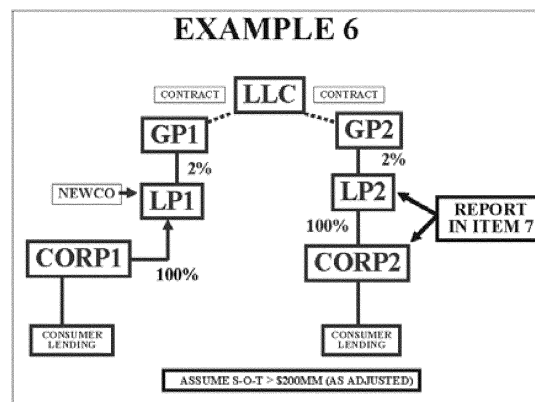 EXAMPLE 6
CONTRACT
LLC
CONTRACT
GP1
GP2
2%
2%
NEWCO
LP1
LP2
REPORT
IN ITEM 7
100%
CORP1
100%
CORP2
CONSUMER
LENDING
CONSUMER
LENDING
ASSUME S-O-T > $200MM (AS ADJUSTED)